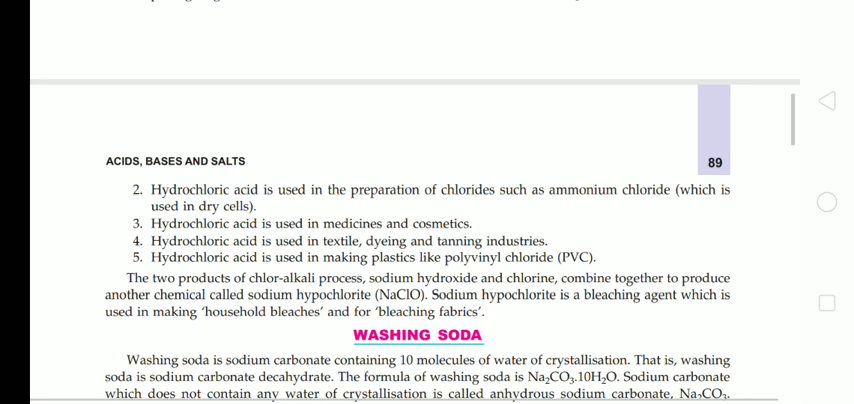 ACIDS, BASES AND SALTS 89
2. Hydrochloric acid is used in the preparation of chlorides such as ammonium chloride (which is
used in dry cells).
3. Hydrochloric acid is used in medicines and cosmetics.
4. Hydrochloric acid is used in textile, dyeing and tanning industries.
5. Hydrochloric acid is used in making plastics like polyvinyl chloride (PVC).
The two products of chlor-alkali process, sodium hydroxide and chlorine, combine together to produce
another chemical called sodium hypochlorite (NaClO). Sodium hypochlorite is a bleaching agent which is
used in making ‘household bleaches’ and for ‘bleaching fabrics’.
WASHING SODA
Washing soda is sodium carbonate containing 10 molecules of water of crystallisation. That is, washing
soda is sodium carbonate decahydrate. The formula of washing soda is Na₂CO₃.10H₂O. Sodium carbonate
which does not contain any water of crystallisation is called anhydrous sodium carbonate, Na₂CO₃.